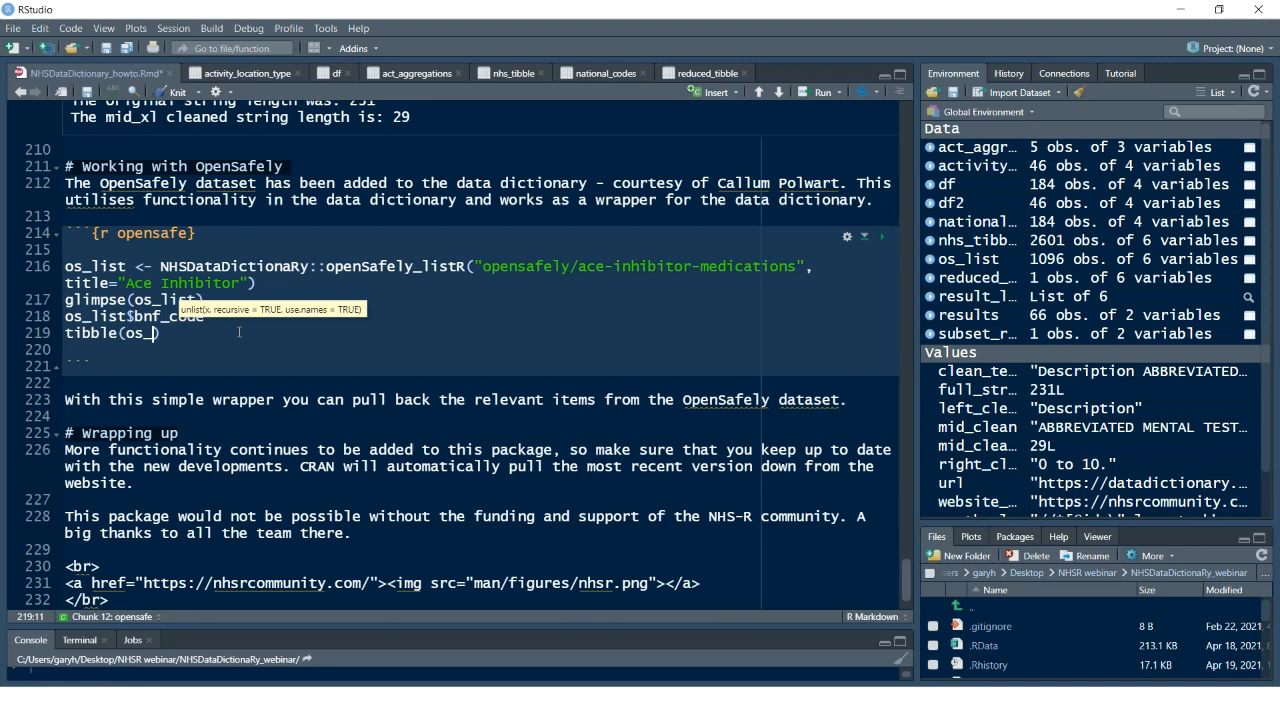 RStudio
File Edit Code View Plots Session Build Debug Profile Tools Help
Go to file/function Addins Project: (None)
NHSDataDictionary_howto.Rmd* activity_location_type df act_aggregations nhs_tibble national_codes reduced_tibble
Knit Insert Run
The mid_xl cleaned string length is: 29
210
211 # Working with OpenSafely
212 The OpenSafely dataset has been added to the data dictionary - courtesy of Callum Polwart. This
utilises functionality in the data dictionary and works as a wrapper for the data dictionary.
213
214 ```{r opensafe}
215
216 os_list <- NHSDataDictionaRy::openSafely_listR("opensafely/ace-inhibitor-medications",
title="Ace Inhibitor")
217 glimpse(os_list)
unlist(x, recursive = TRUE, use.names = TRUE)
218 os_list$bnf_code
219 tibble(os_)
220
221 ```
222
223 With this simple wrapper you can pull back the relevant items from the OpenSafely dataset.
224
225 # Wrapping up
226 More functionality continues to be added to this package, so make sure that you keep up to date
with the new developments. CRAN will automatically pull the most recent version down from the
website.
227
228 This package would not be possible without the funding and support of the NHS-R community. A
big thanks to all the team there.
229
230 <br>
231 <a href="https://nhsrcommunity.com/"><img src="man/figures/nhsr.png"></a>
232 </br>
219:11 Chunk 12: opensafe R Markdown
Console Terminal Jobs
C:/Users/garyh/Desktop/NHSR webinar/NHSDataDictionaRy_webinar/
Environment History Connections Tutorial
Import Dataset List
Global Environment
Data
act_aggr… 5 obs. of 3 variables
activity… 46 obs. of 4 variables
df 184 obs. of 4 variables
df2 46 obs. of 4 variables
national… 184 obs. of 4 variables
nhs_tibb… 2601 obs. of 6 variables
os_list 1096 obs. of 6 variables
reduced_… 1 obs. of 6 variables
result_l… List of 6
results 66 obs. of 2 variables
subset_r… 1 obs. of 2 variables
Values
clean_te… "Description ABBREVIATED…
full_str… 231L
left_cle… "Description"
mid_clean "ABBREVIATED MENTAL TEST…
mid_clea… 29L
right_cl… "0 to 10."
url "https://datadictionary.…
website_… "https://nhsrcommunity.c…
Files Plots Packages Help Viewer
New Folder Delete Rename More
ers > garyh > Desktop > NHSR webinar > NHSDataDictionaRy_webinar …
Name Size Modified
..
.gitignore 8 B Feb 22, 2021,
.RData 213.1 KB Apr 18, 2021,
.Rhistory 17.1 KB Apr 19, 2021,